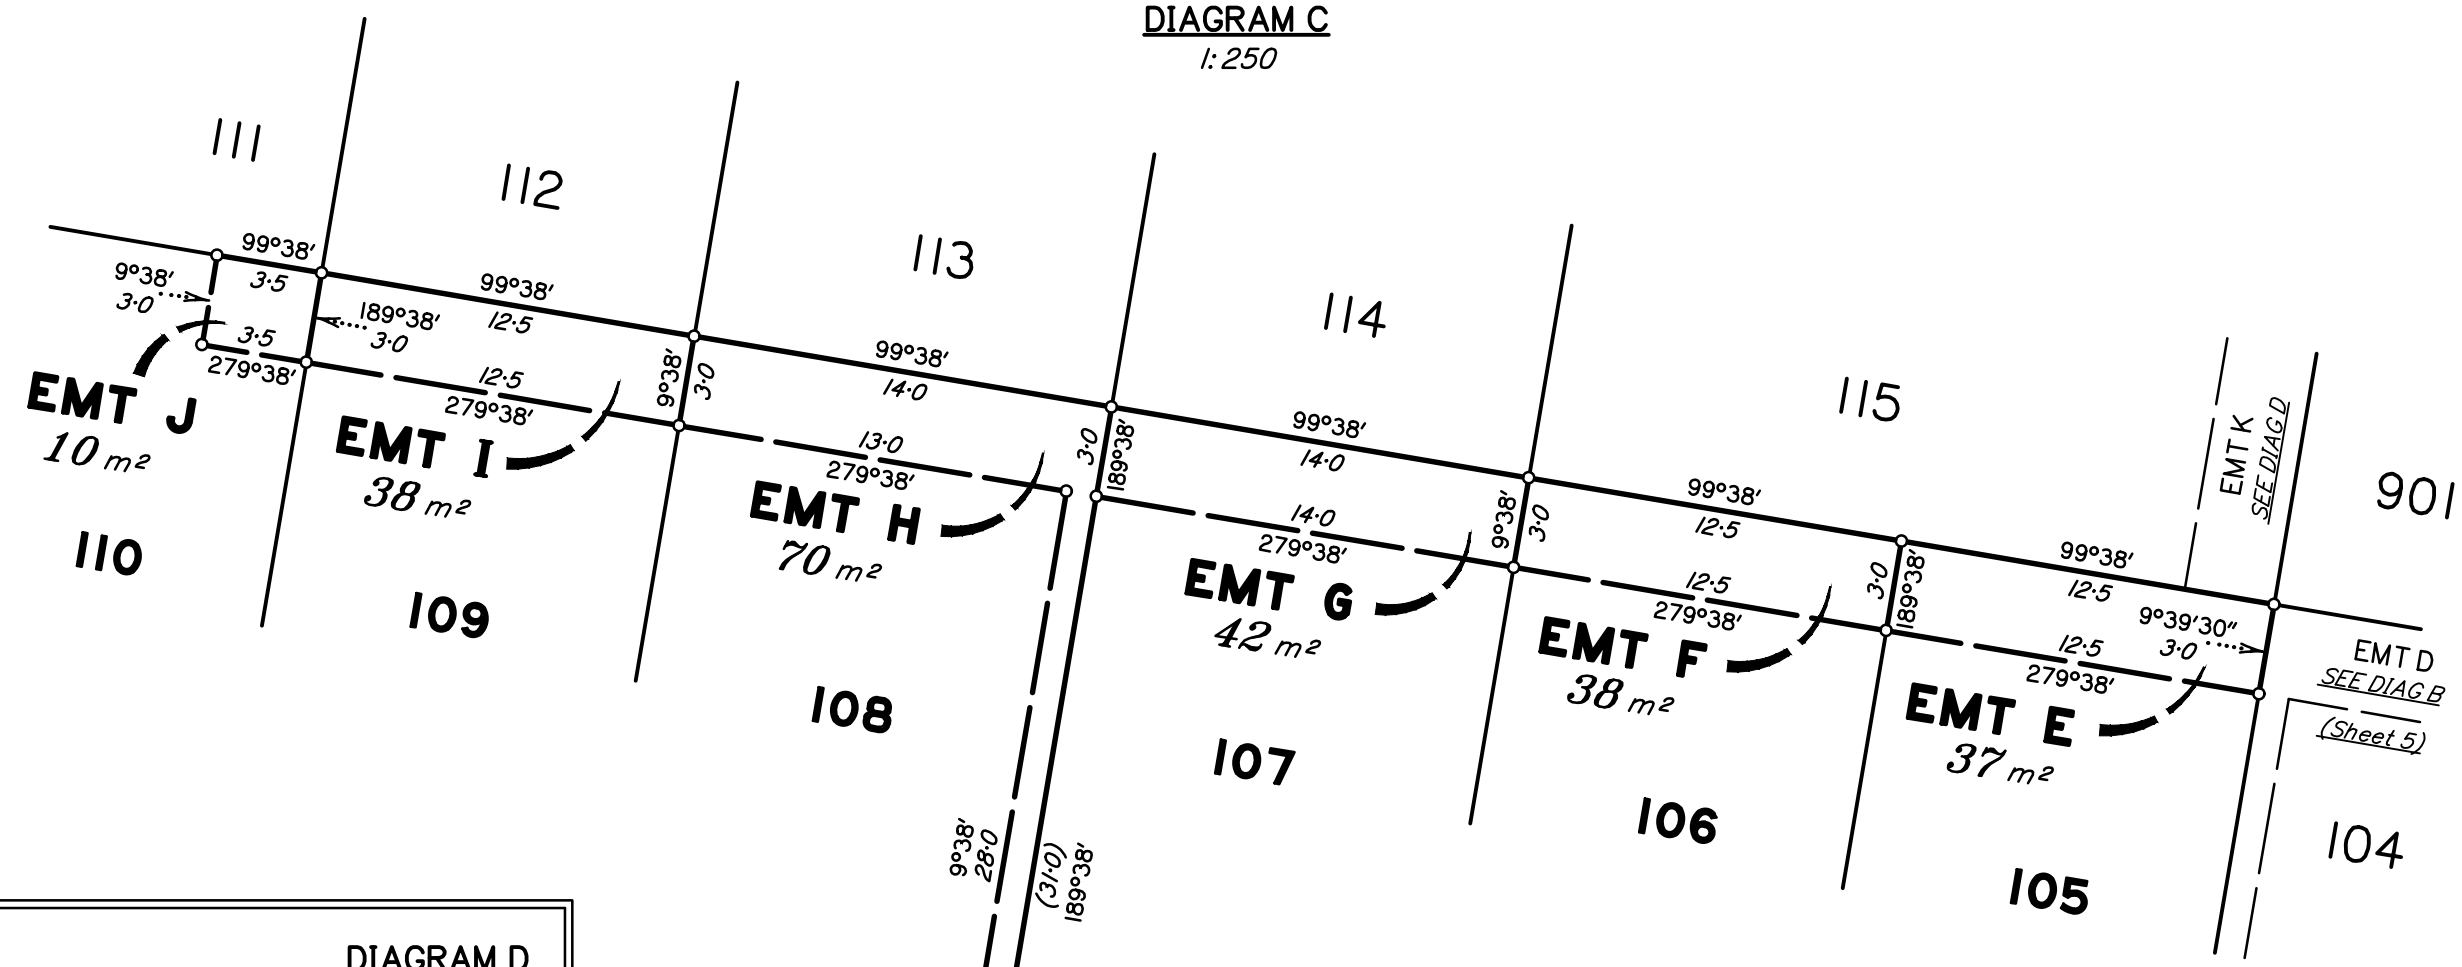 DIAGRAM C
1:250
111
112
113
114
115
901
99°38′
3·5
9°38′
3·0
3·5
279°38′
EMT J
10 m²
110
99°38′
12·5
189°38′
3·0
12·5
279°38′
EMT I
38 m²
109
9°38′
3·0
99°38′
14·0
13·0
279°38′
EMT H
70 m²
108
3·0
189°38′
9°38′
28·0
(31·0)
189°38′
99°38′
14·0
14·0
279°38′
EMT G
42 m²
107
9°38′
3·0
99°38′
12·5
12·5
279°38′
EMT F
38 m²
106
3·0
189°38′
99°38′
12·5
9°39′30″
3·0
12·5
279°38′
EMT E
37 m²
105
EMT K
SEE DIAG D
EMT D
SEE DIAG B
(Sheet 5)
104
DIAGRAM D